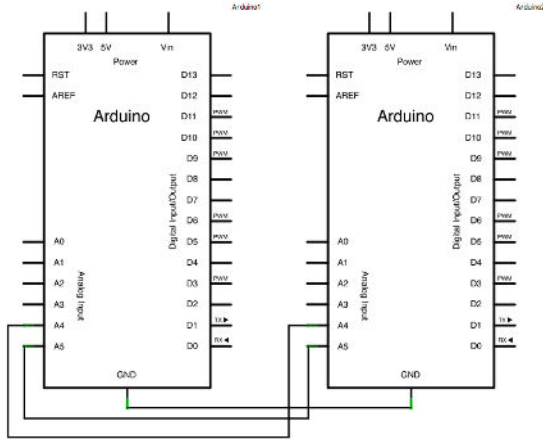 Arduino1
3V3 5V Vin
Power
RST
AREF
Arduino
D13
D12
D11 PWM
D10 PWM
D9 PWM
D8
D7
D6 PWM
D5 PWM
D4
D3 PWM
D2
D1 TX ▶
D0 RX ◀
Digital Input/Output
A0
A1
A2
A3
A4
A5
Analog Input
GND
Arduino2
3V3 5V Vin
Power
RST
AREF
Arduino
D13
D12
D11 PWM
D10 PWM
D9 PWM
D8
D7
D6 PWM
D5 PWM
D4
D3 PWM
D2
D1 TX ▶
D0 RX ◀
Digital Input/Output
A0
A1
A2
A3
A4
A5
Analog Input
GND